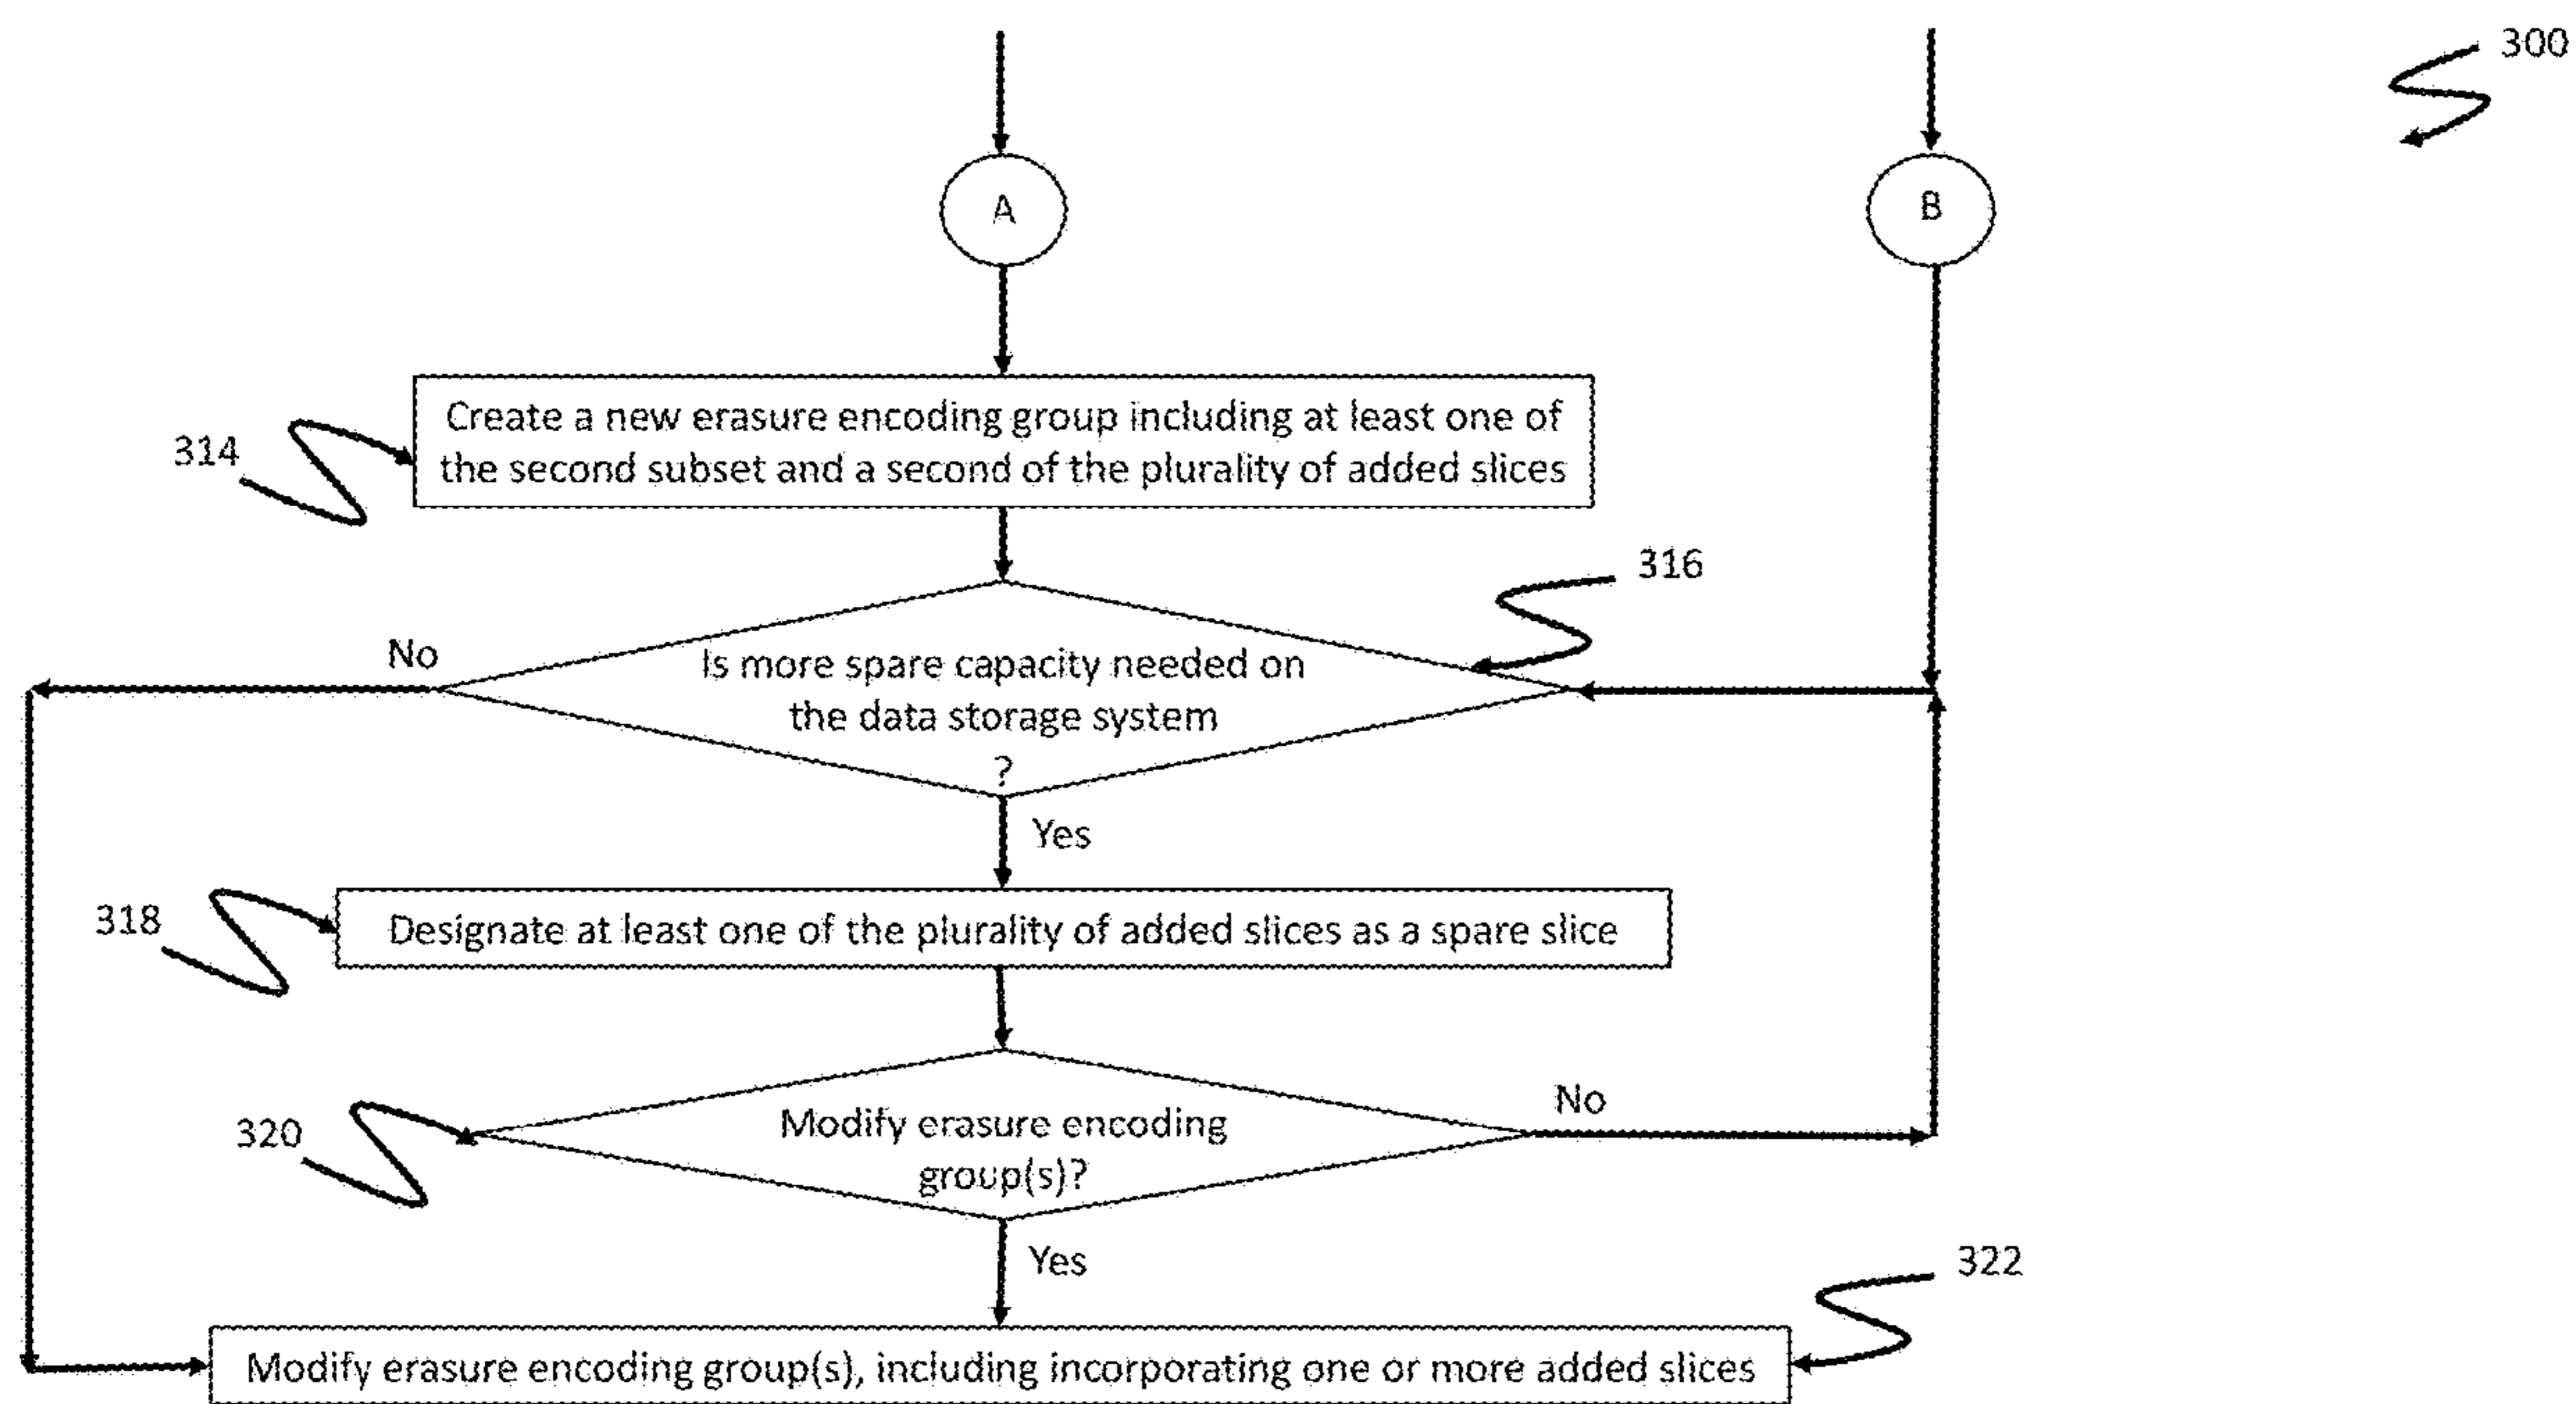 300
A
B
Create a new erasure encoding group including at least one of
the second subset and a second of the plurality of added slices
314
316
No
Is more spare capacity needed on
the data storage system
?
Yes
318
Designate at least one of the plurality of added slices as a spare slice
No
320
Modify erasure encoding
group(s)?
Yes
322
Modify erasure encoding group(s), including incorporating one or more added slices